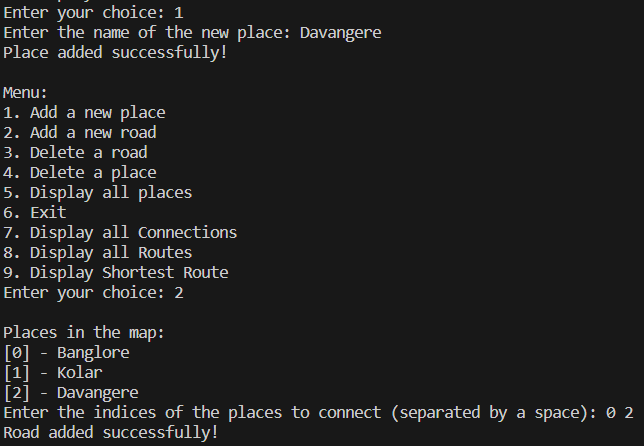 Enter your choice: 1
Enter the name of the new place: Davangere
Place added successfully!
Menu:
1. Add a new place
2. Add a new road
3. Delete a road
4. Delete a place
5. Display all places
6. Exit
7. Display all Connections
8. Display all Routes
9. Display Shortest Route
Enter your choice: 2
Places in the map:
[0] - Banglore
[1] - Kolar
[2] - Davangere
Enter the indices of the places to connect (separated by a space): 0 2
Road added successfully!